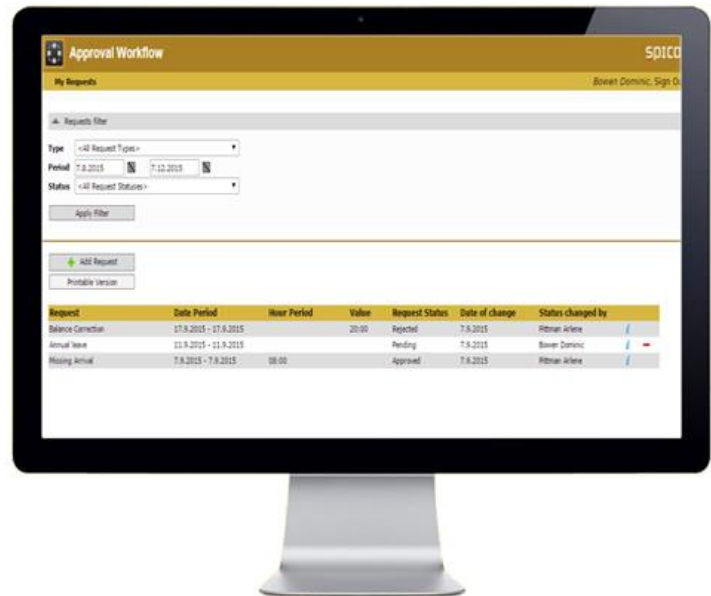 Approval Workflow
spico
My Requests
Bowen Dominic, Sign O
Requests filter
Type <All Request Types>
Period 7.8.2015 7.12.2015
Status <All Request Statuses>
Apply Filter
Add Request
Printable Version
Request Date Period Hour Period Value Request Status Date of change Status changed by
Balance Correction 17.9.2015 - 17.9.2015 20:00 Rejected 7.9.2015 Pittman Arlene i
Annual leave 11.9.2015 - 11.9.2015 Pending 7.9.2015 Bowen Dominic i
Missing Arrival 7.9.2015 - 7.9.2015 08:00 Approved 7.9.2015 Pittman Arlene i